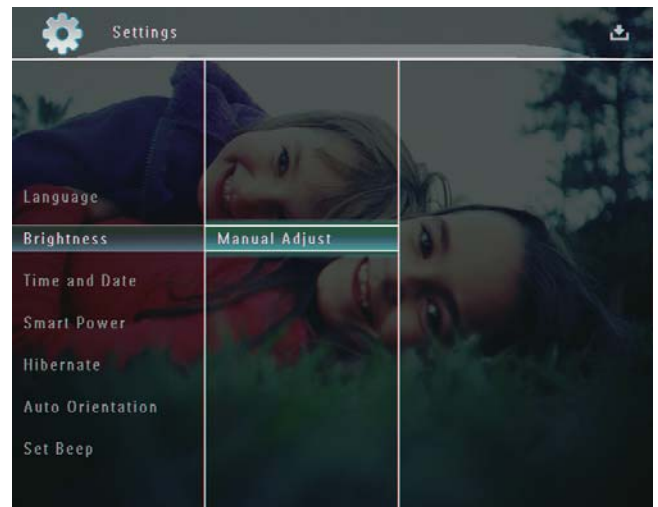 Settings
Language
Brightness
Manual Adjust
Time and Date
Smart Power
Hibernate
Auto Orientation
Set Beep